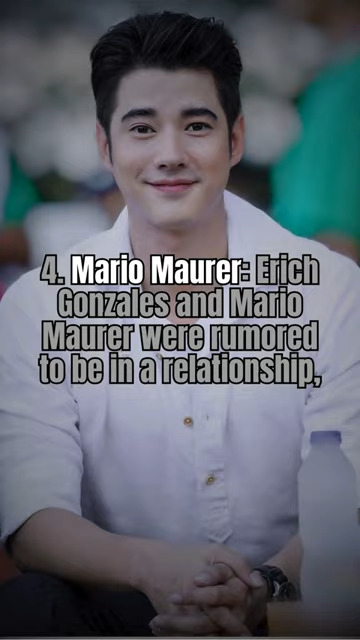 4. Mario Maurer: Erich
Gonzales and Mario
Maurer were rumored
to be in a relationship,